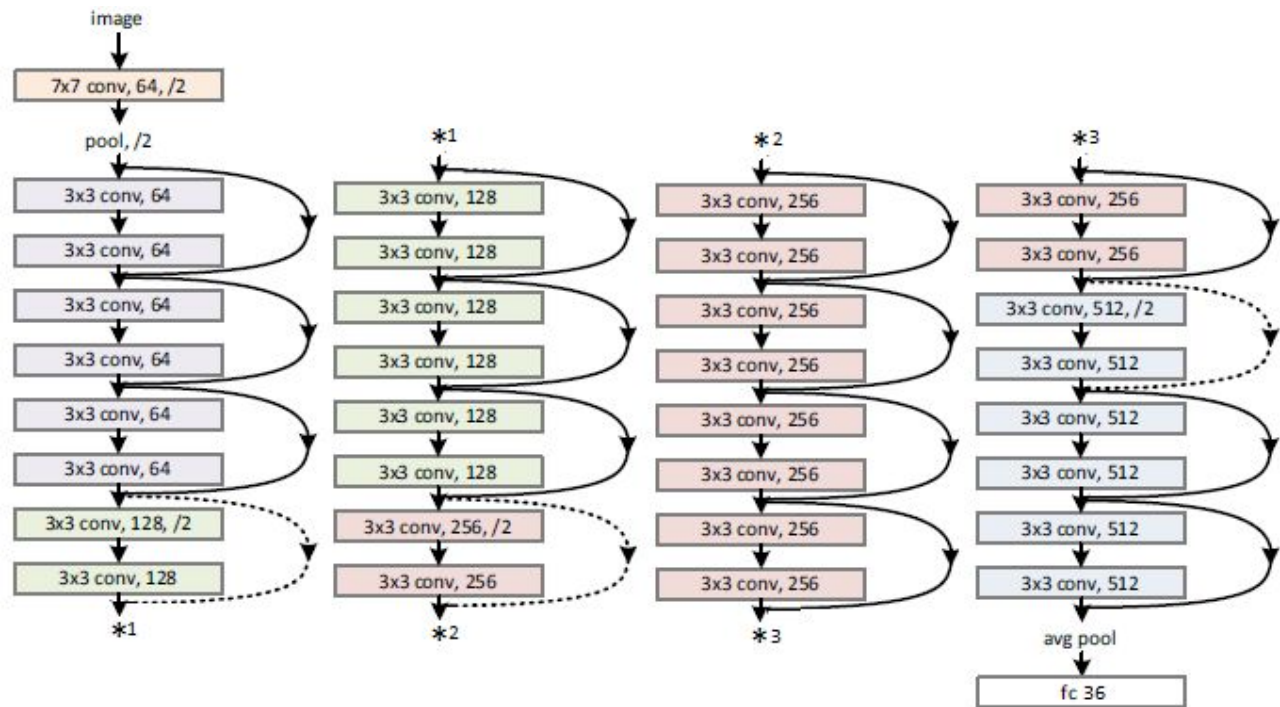 image
7x7 conv, 64, /2
pool, /2
3x3 conv, 64
3x3 conv, 64
3x3 conv, 64
3x3 conv, 64
3x3 conv, 64
3x3 conv, 64
3x3 conv, 128, /2
3x3 conv, 128
*1
*1
3x3 conv, 128
3x3 conv, 128
3x3 conv, 128
3x3 conv, 128
3x3 conv, 128
3x3 conv, 128
3x3 conv, 256, /2
3x3 conv, 256
*2
*2
3x3 conv, 256
3x3 conv, 256
3x3 conv, 256
3x3 conv, 256
3x3 conv, 256
3x3 conv, 256
3x3 conv, 256
3x3 conv, 256
*3
*3
3x3 conv, 256
3x3 conv, 256
3x3 conv, 512, /2
3x3 conv, 512
3x3 conv, 512
3x3 conv, 512
3x3 conv, 512
3x3 conv, 512
avg pool
fc 36